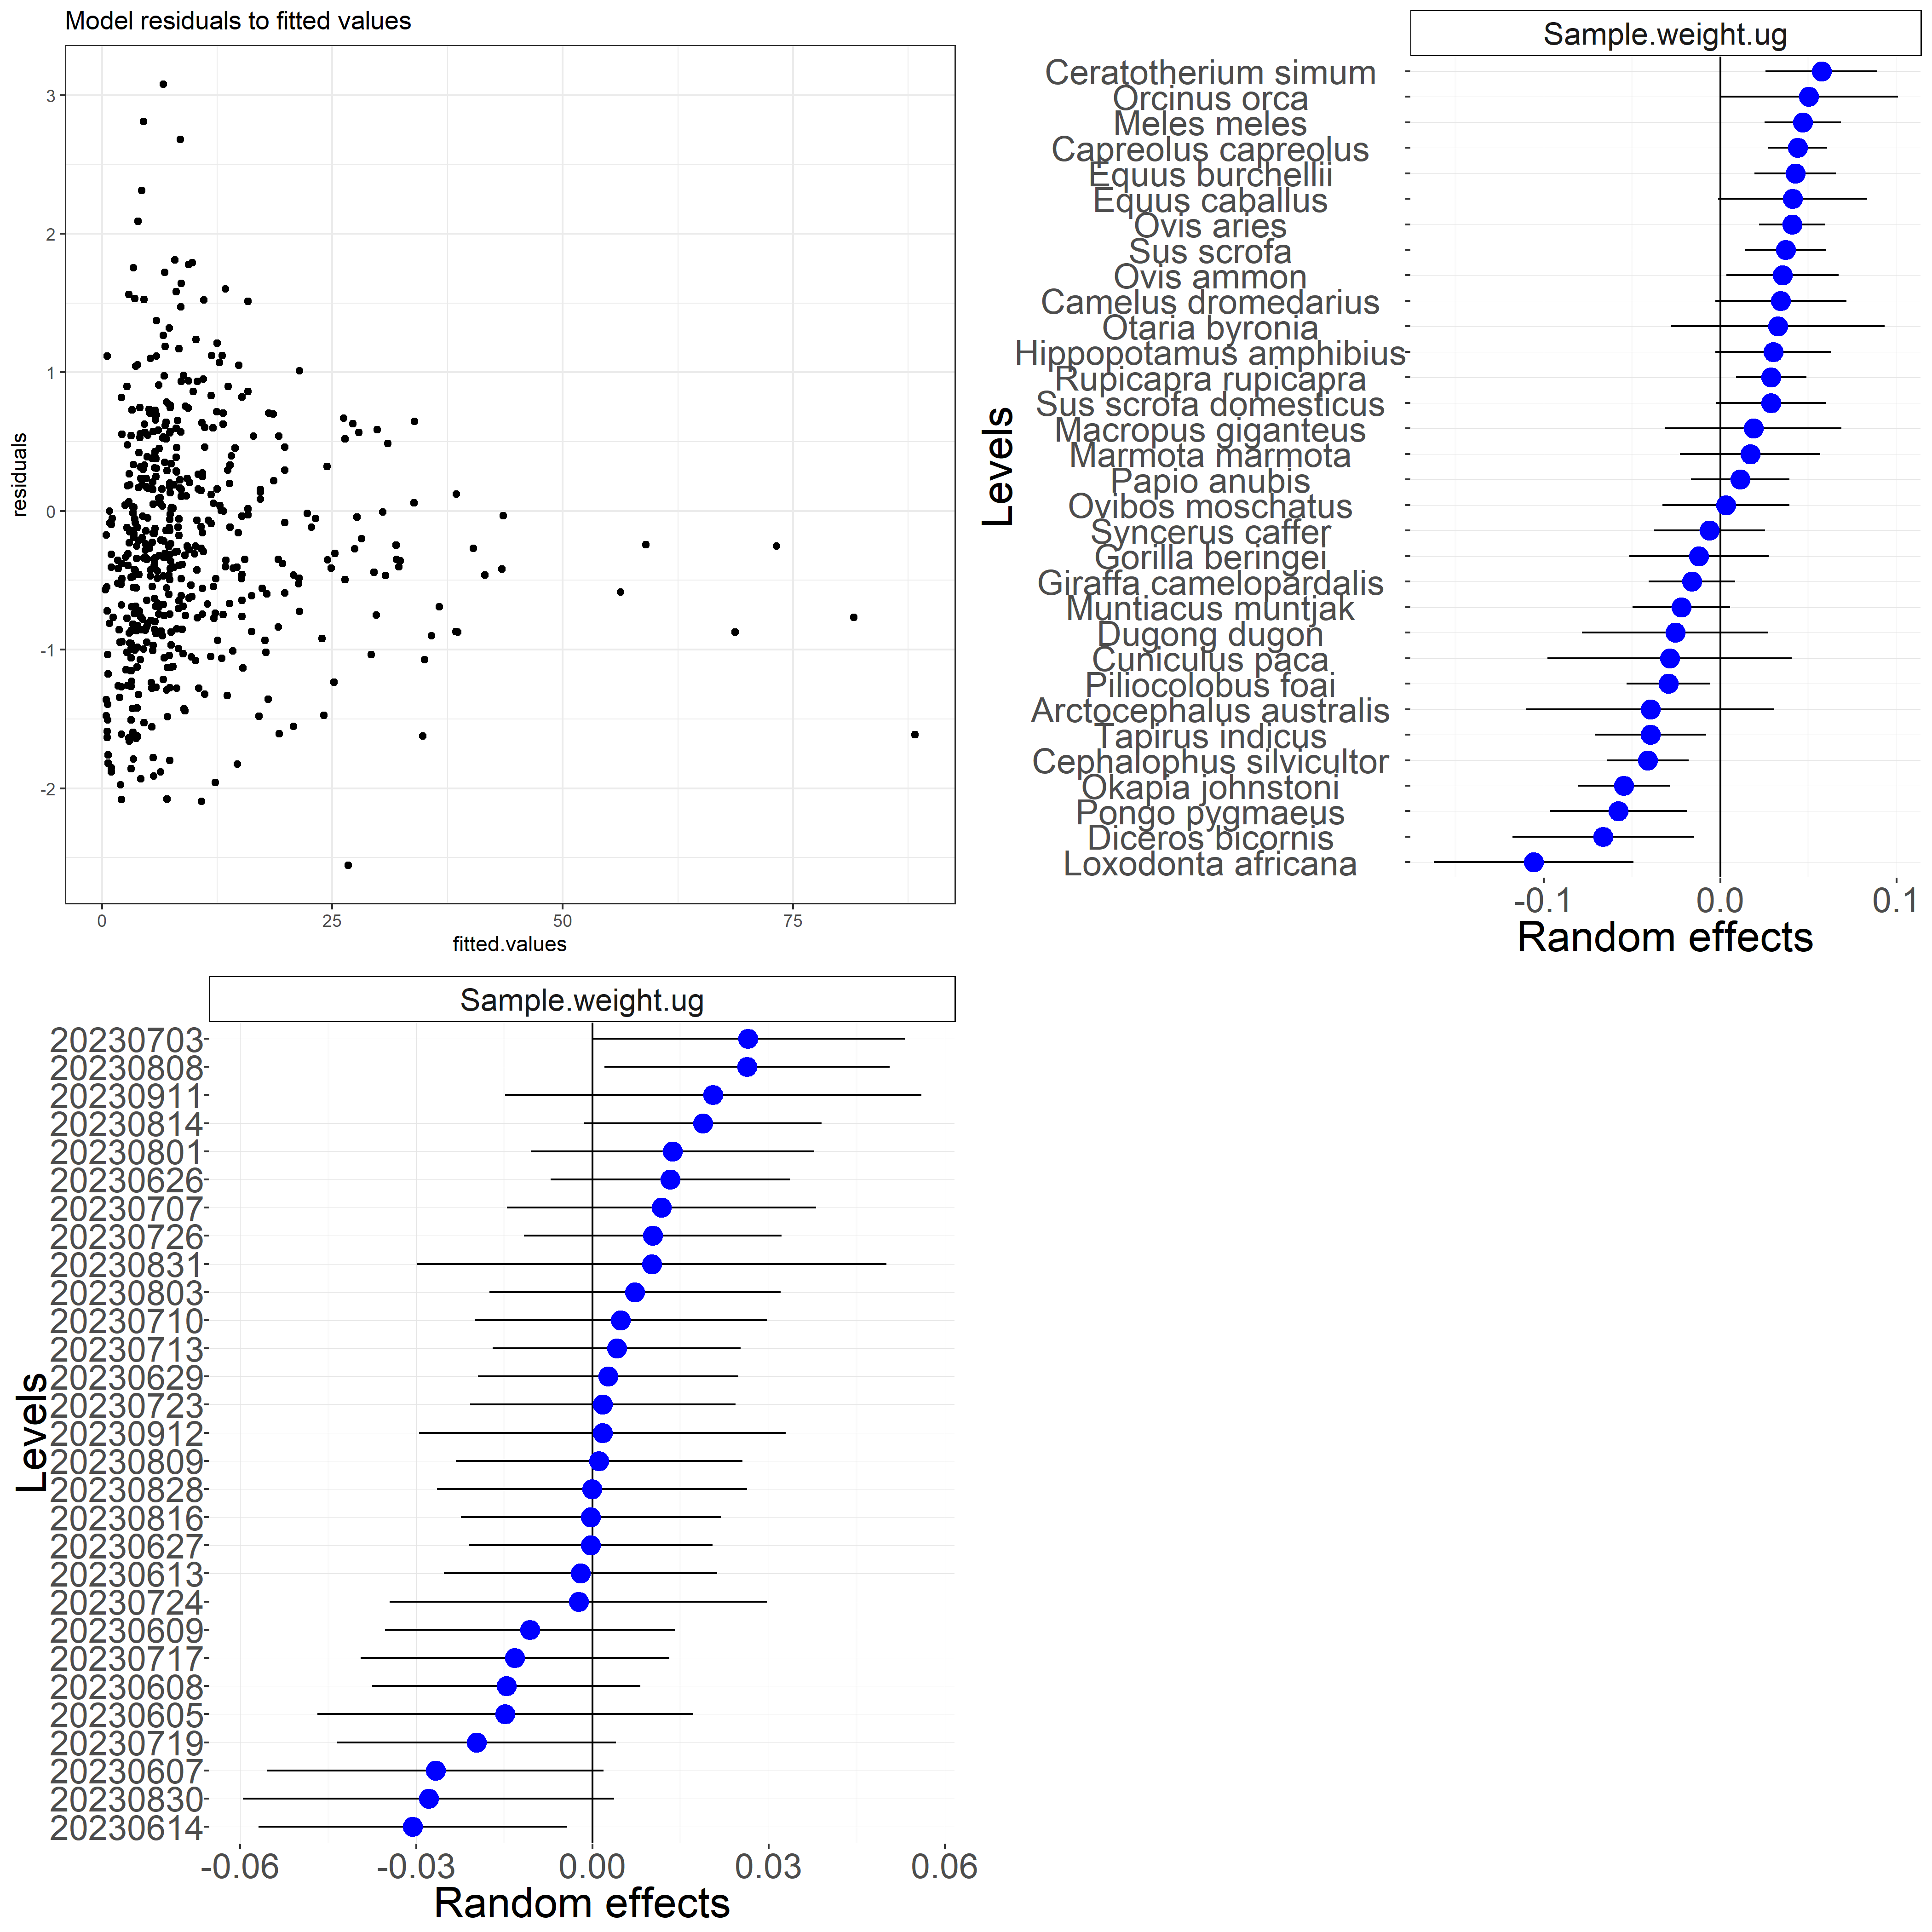 Model residuals to fitted values
3
2
1
0
-1
-2
residuals
0
25
50
75
fitted.values
Sample.weight.ug
Levels
Ceratotherium simum
Orcinus orca
Meles meles
Capreolus capreolus
Equus burchellii
Equus caballus
Ovis aries
Sus scrofa
Ovis ammon
Camelus dromedarius
Otaria byronia
Hippopotamus amphibius
Rupicapra rupicapra
Sus scrofa domesticus
Macropus giganteus
Marmota marmota
Papio anubis
Ovibos moschatus
Syncerus caffer
Gorilla beringei
Giraffa camelopardalis
Muntiacus muntjak
Dugong dugon
Cuniculus paca
Piliocolobus foai
Arctocephalus australis
Tapirus indicus
Cephalophus silvicultor
Okapia johnstoni
Pongo pygmaeus
Diceros bicornis
Loxodonta africana
-0.1
0.0
0.1
Random effects
Sample.weight.ug
Levels
20230703
20230808
20230911
20230814
20230801
20230626
20230707
20230726
20230831
20230803
20230710
20230713
20230629
20230723
20230912
20230809
20230828
20230816
20230627
20230613
20230724
20230609
20230717
20230608
20230605
20230719
20230607
20230830
20230614
-0.06
-0.03
0.00
0.03
0.06
Random effects